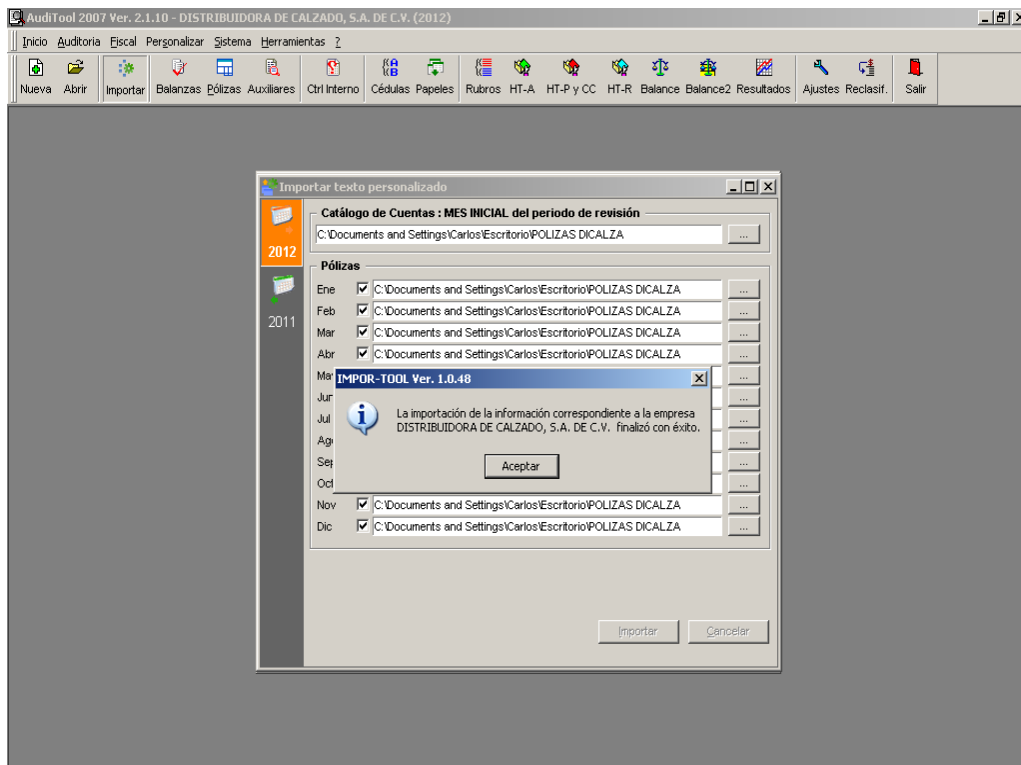 AudiTool 2007 Ver. 2.1.10 - DISTRIBUIDORA DE CALZADO, S.A. DE C.V. (2012)
Inicio Auditoria Fiscal Personalizar Sistema Herramientas ?
Nueva Abrir Importar Balanzas Pólizas Auxiliares Ctrl Interno Cédulas Papeles Rubros HT-A HT-P y CC HT-R Balance Balance2 Resultados Ajustes Reclasif. Salir
Importar texto personalizado
2012
2011
Catálogo de Cuentas : MES INICIAL del periodo de revisión
C:\Documents and Settings\Carlos\Escritorio\POLIZAS DICALZA ...
Pólizas
Ene C:\Documents and Settings\Carlos\Escritorio\POLIZAS DICALZA ...
Feb C:\Documents and Settings\Carlos\Escritorio\POLIZAS DICALZA ...
Mar C:\Documents and Settings\Carlos\Escritorio\POLIZAS DICALZA ...
Abr C:\Documents and Settings\Carlos\Escritorio\POLIZAS DICALZA ...
May ...
Jun ...
Jul ...
Ago ...
Sep ...
Oct ...
Nov C:\Documents and Settings\Carlos\Escritorio\POLIZAS DICALZA ...
Dic C:\Documents and Settings\Carlos\Escritorio\POLIZAS DICALZA ...
IMPOR-TOOL Ver. 1.0.48
La importación de la información correspondiente a la empresa
DISTRIBUIDORA DE CALZADO, S.A. DE C.V. finalizó con éxito.
Aceptar
Importar Cancelar